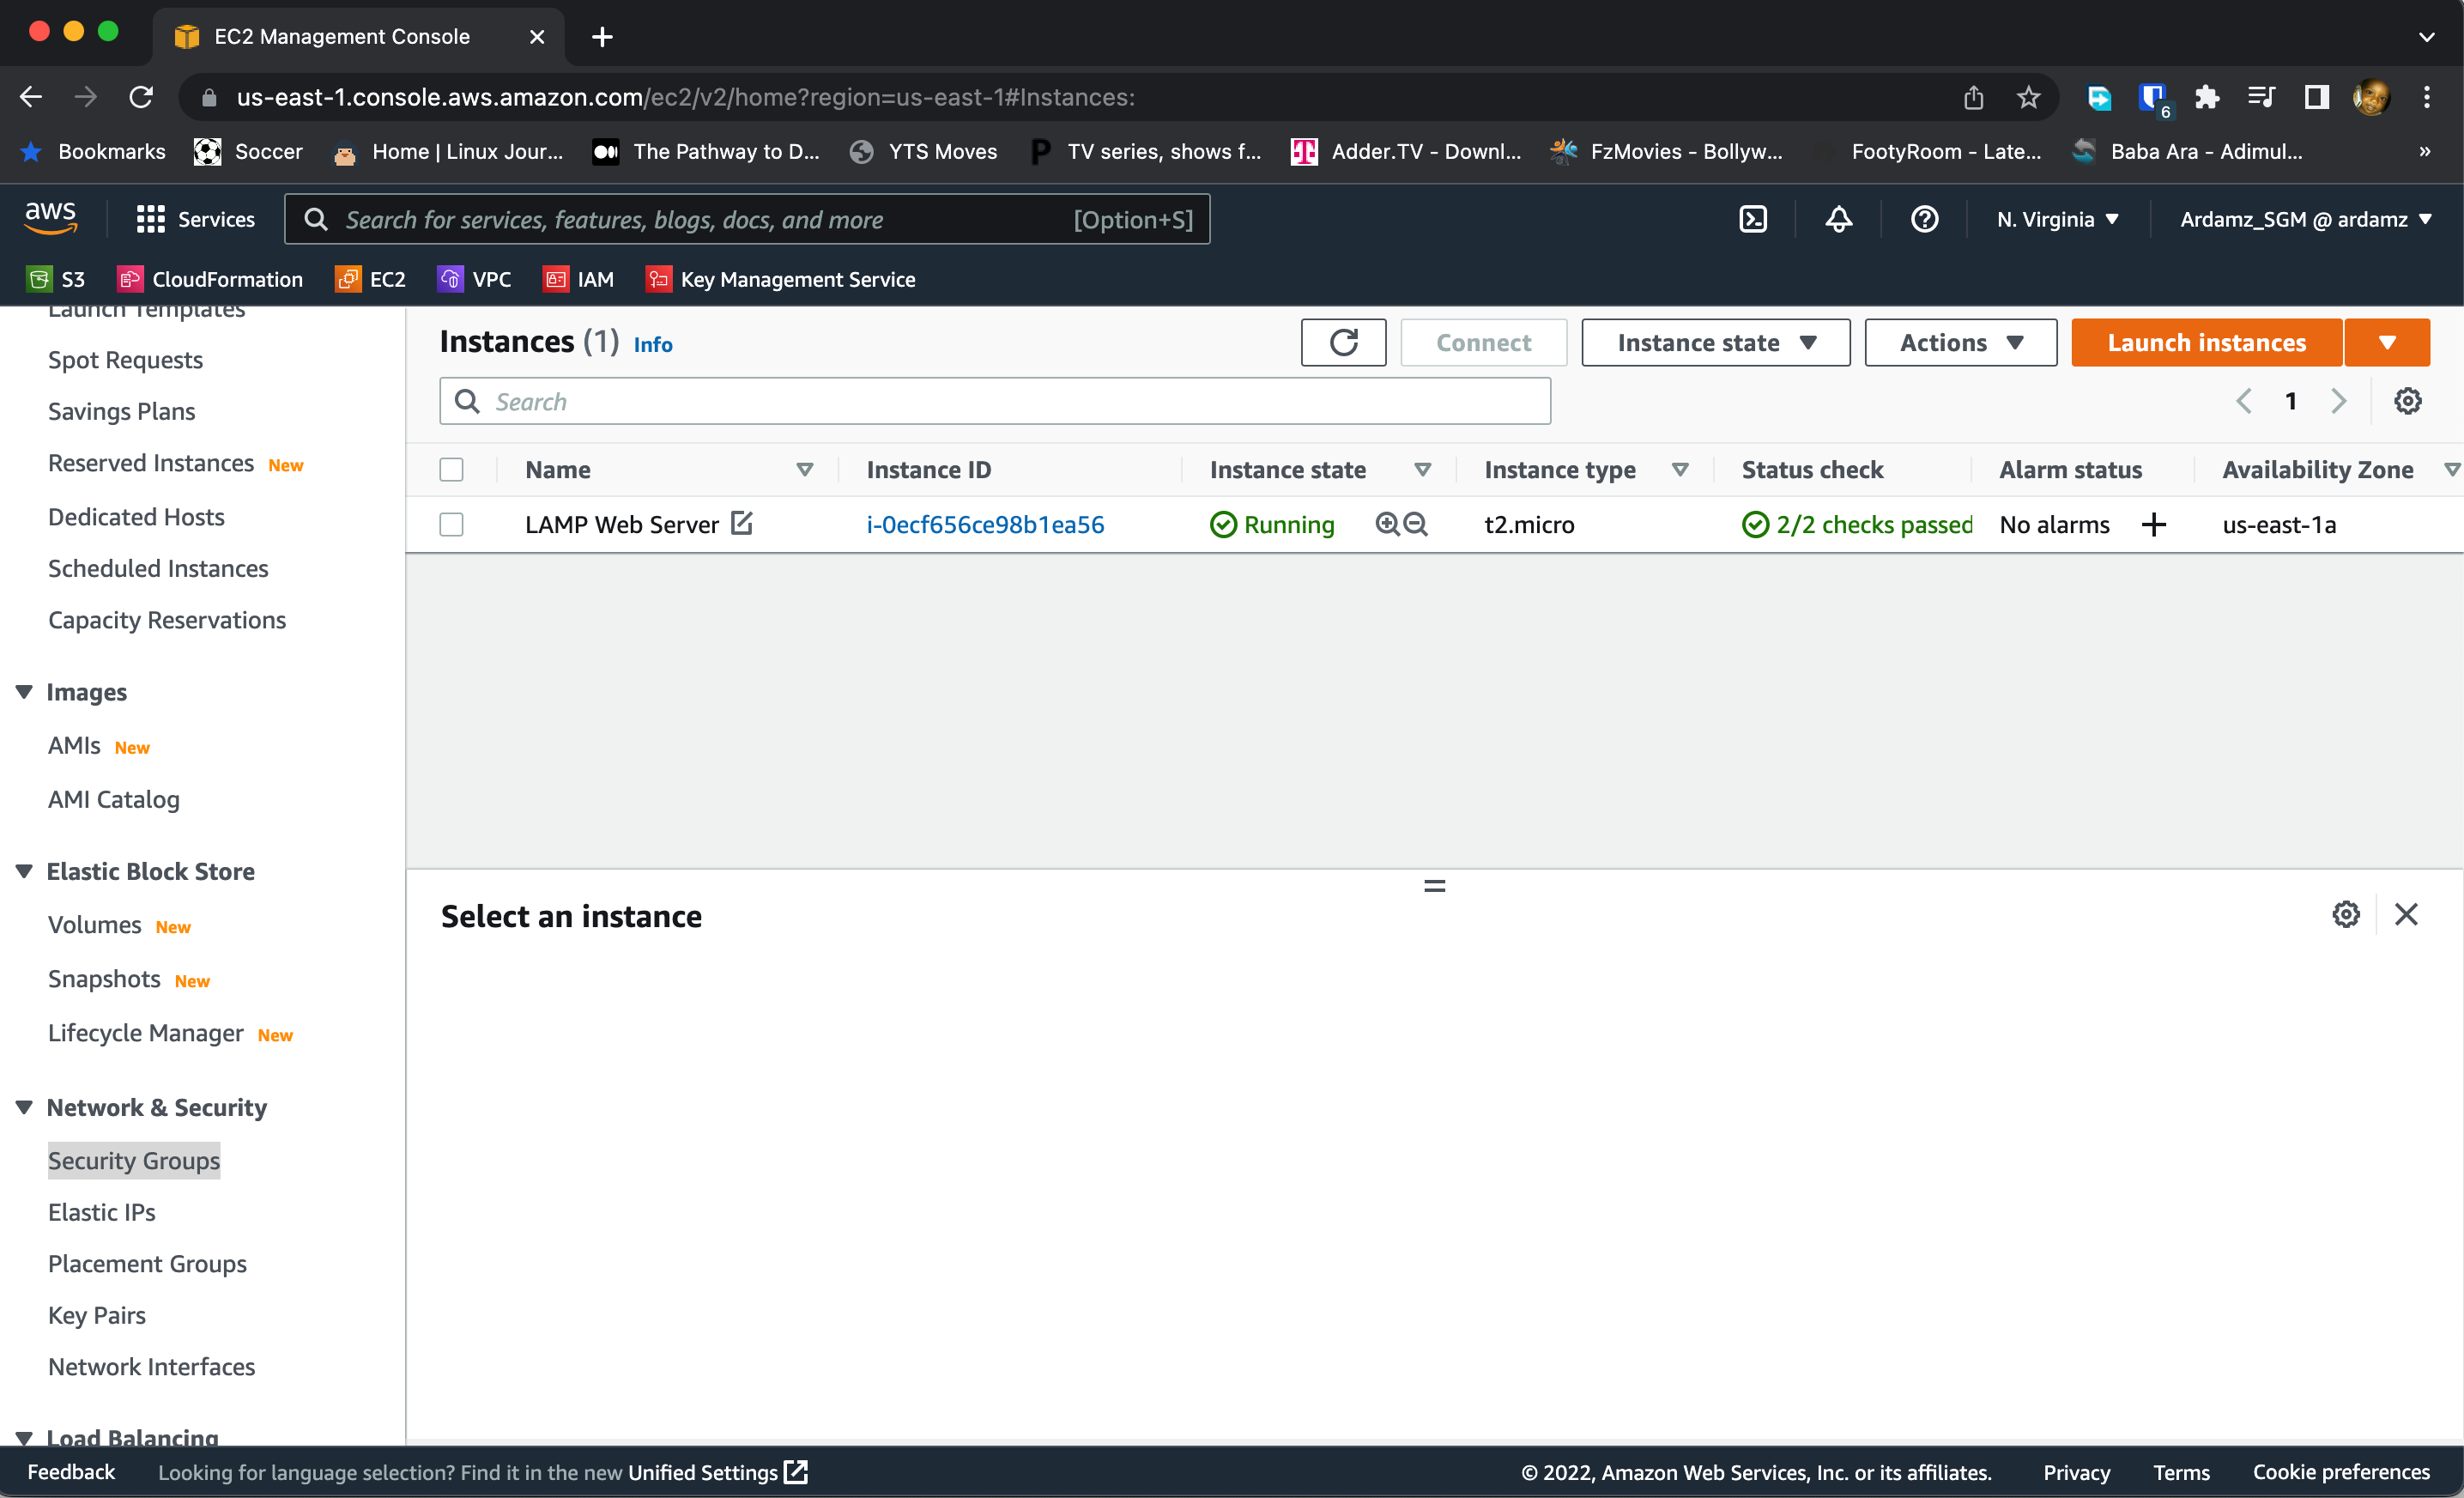 EC2 Management Console
us-east-1.console.aws.amazon.com/ec2/v2/home?region=us-east-1#Instances:
6
Bookmarks Soccer Home | Linux Jour... The Pathway to D... YTS Moves TV series, shows f... Adder.TV - Downl... FzMovies - Bollyw... FootyRoom - Late... Baba Ara - Adimul... »
aws Services Search for services, features, blogs, docs, and more [Option+S] N. Virginia Ardamz_SGM @ ardamz
S3 CloudFormation EC2 VPC IAM Key Management Service
Launch Templates
Spot Requests
Savings Plans
Reserved Instances New
Dedicated Hosts
Scheduled Instances
Capacity Reservations
Images
AMIs New
AMI Catalog
Elastic Block Store
Volumes New
Snapshots New
Lifecycle Manager New
Network & Security
Security Groups
Elastic IPs
Placement Groups
Key Pairs
Network Interfaces
Load Balancing
Instances (1) Info Connect Instance state Actions Launch instances
Search 1
Name Instance ID Instance state Instance type Status check Alarm status Availability Zone
LAMP Web Server i-0ecf656ce98b1ea56 Running t2.micro 2/2 checks passed No alarms us-east-1a
Select an instance
Feedback Looking for language selection? Find it in the new Unified Settings © 2022, Amazon Web Services, Inc. or its affiliates. Privacy Terms Cookie preferences